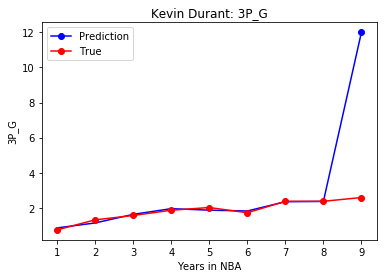 Kevin Durant: 3P_G
Prediction
True
12
10
8
6
4
2
3P_G
1 2 3 4 5 6 7 8 9
Years in NBA